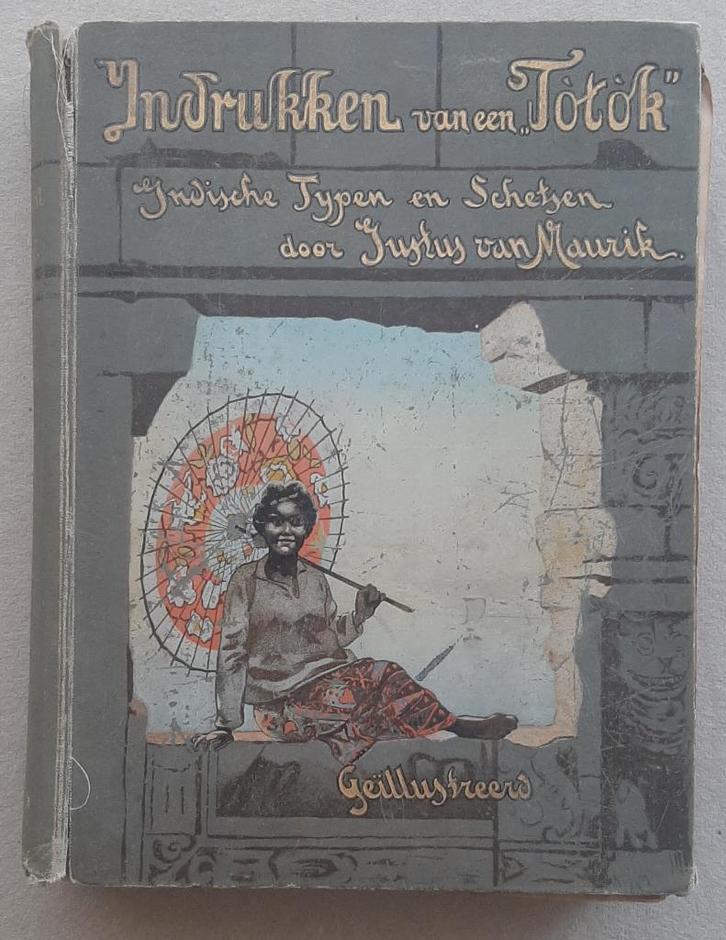 Indrukken van een „Tòtòk"
Indische Typen en Schetsen
door Justus van Maurik.
Geïllustreerd